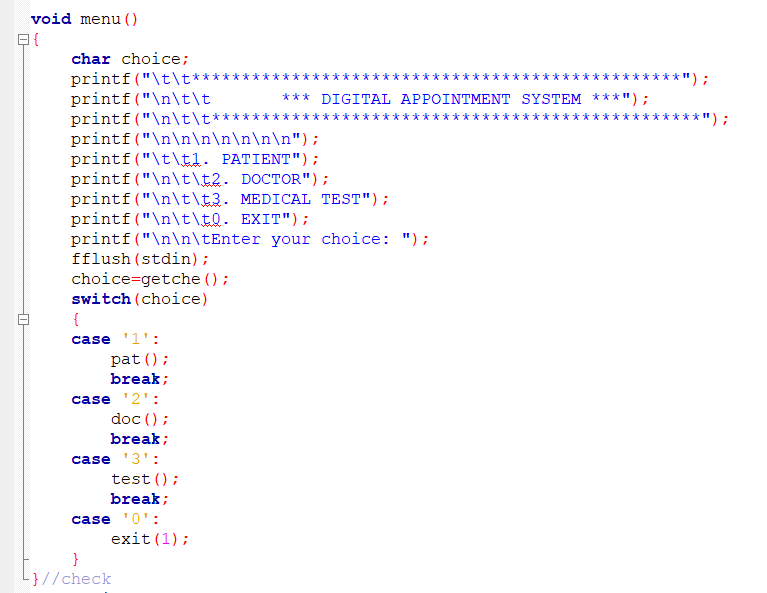 void menu()
{
    char choice;
    printf("\t\t*************************************************");
    printf("\n\t\t       *** DIGITAL APPOINTMENT SYSTEM ***");
    printf("\n\t\t*************************************************");
    printf("\n\n\n\n\n\n\n");
    printf("\t\t1. PATIENT");
    printf("\n\t\t2. DOCTOR");
    printf("\n\t\t3. MEDICAL TEST");
    printf("\n\t\t0. EXIT");
    printf("\n\n\tEnter your choice: ");
    fflush(stdin);
    choice=getche();
    switch(choice)
    {
    case '1':
        pat();
        break;
    case '2':
        doc();
        break;
    case '3':
        test();
        break;
    case '0':
        exit(1);
    }
}//check